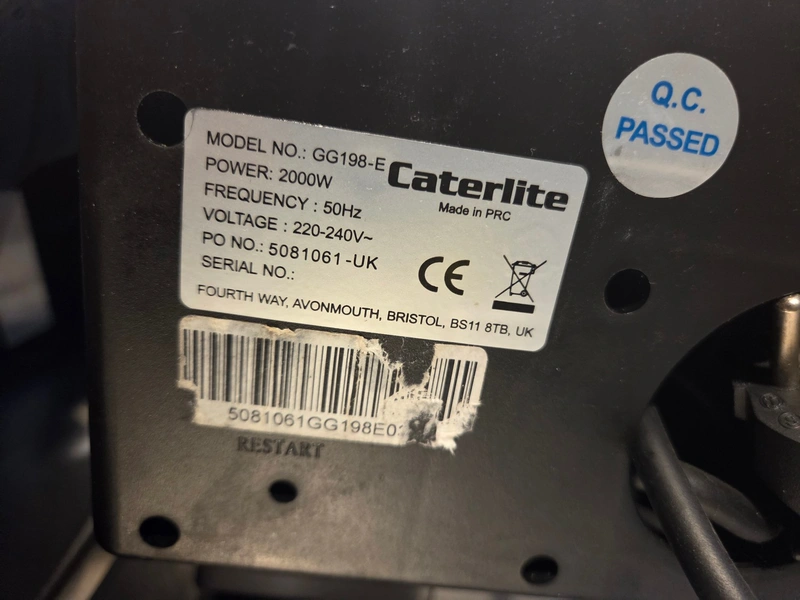 Q.C.
PASSED
MODEL NO.: GG198-E
Caterlite
Made in PRC
POWER: 2000W
FREQUENCY : 50Hz
VOLTAGE : 220-240V~
PO NO.: 5081061-UK
SERIAL NO.:
CE
FOURTH WAY, AVONMOUTH, BRISTOL, BS11 8TB, UK
5081061GG198E0
RESTART